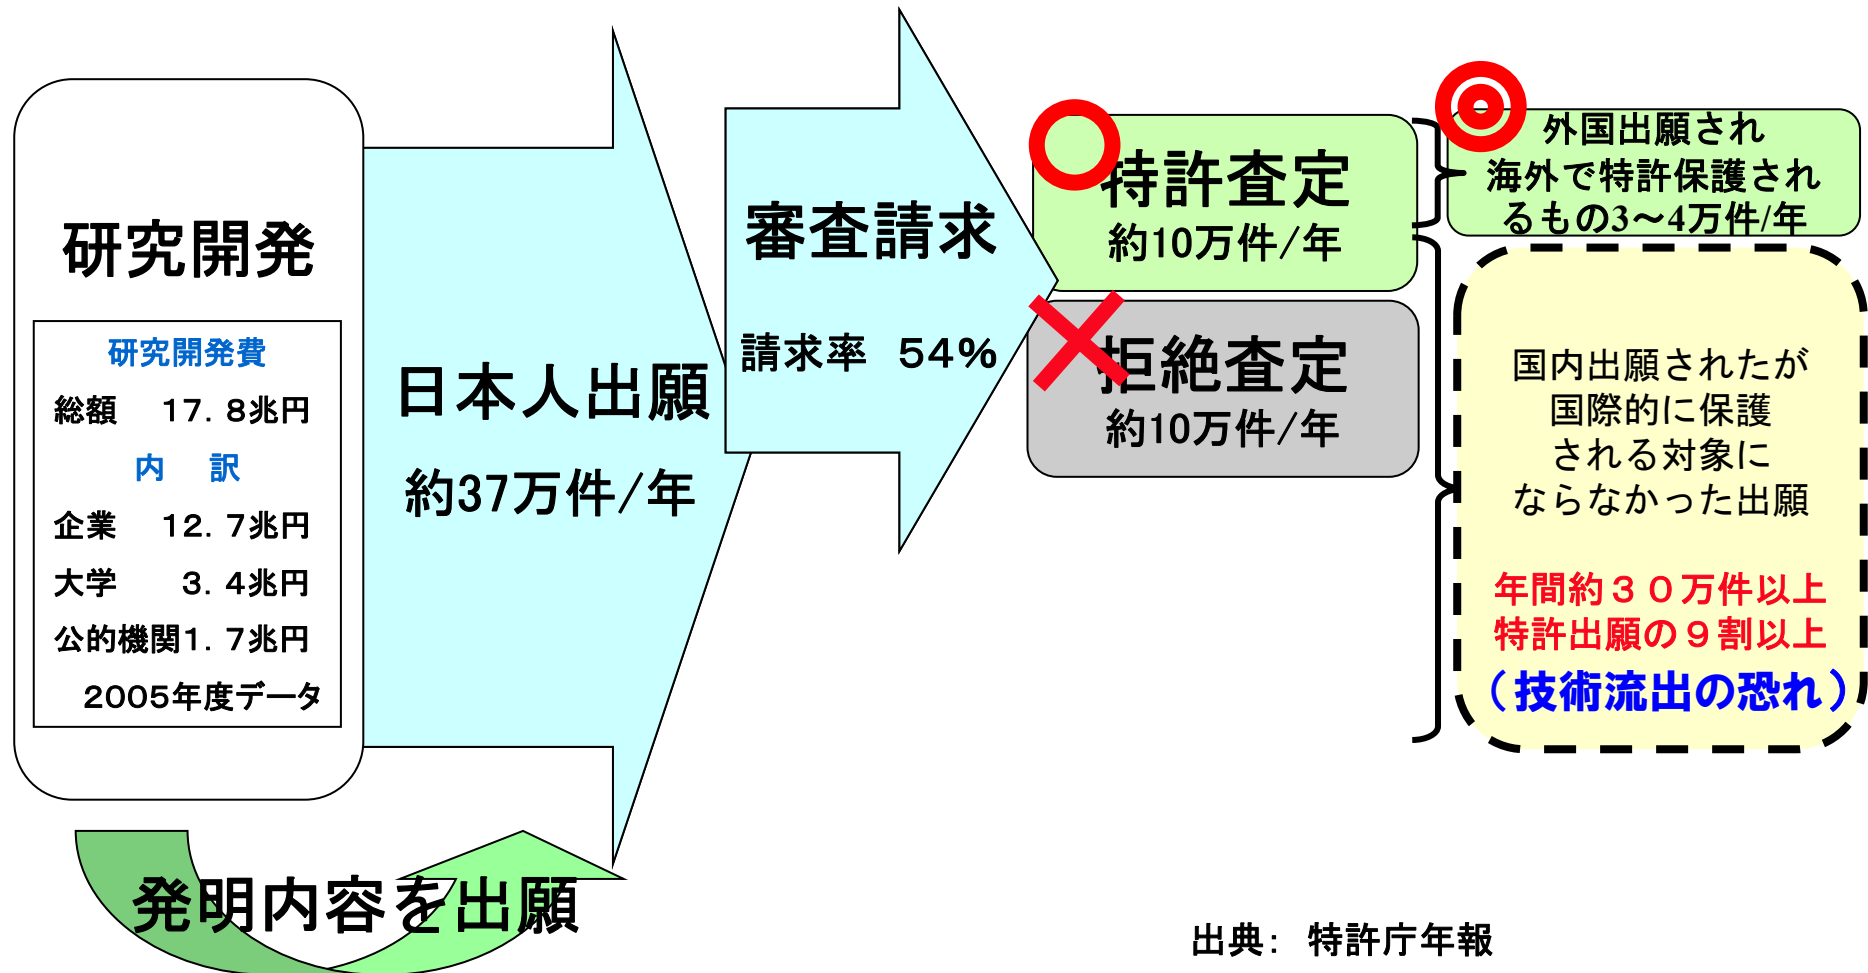 研究開発
研究開発費
総額　17. 8兆円
内　訳
企業　12. 7兆円
大学　3. 4兆円
公的機関1. 7兆円
2005年度データ
日本人出願
約37万件/年
審査請求
請求率　54%
特許査定
約10万件/年
拒絶査定
約10万件/年
外国出願され
海外で特許保護され
るもの3～4万件/年
国内出願されたが
国際的に保護
される対象に
ならなかった出願
年間約３０万件以上
特許出願の９割以上
（技術流出の恐れ）
発明内容を出願
出典：　特許庁年報